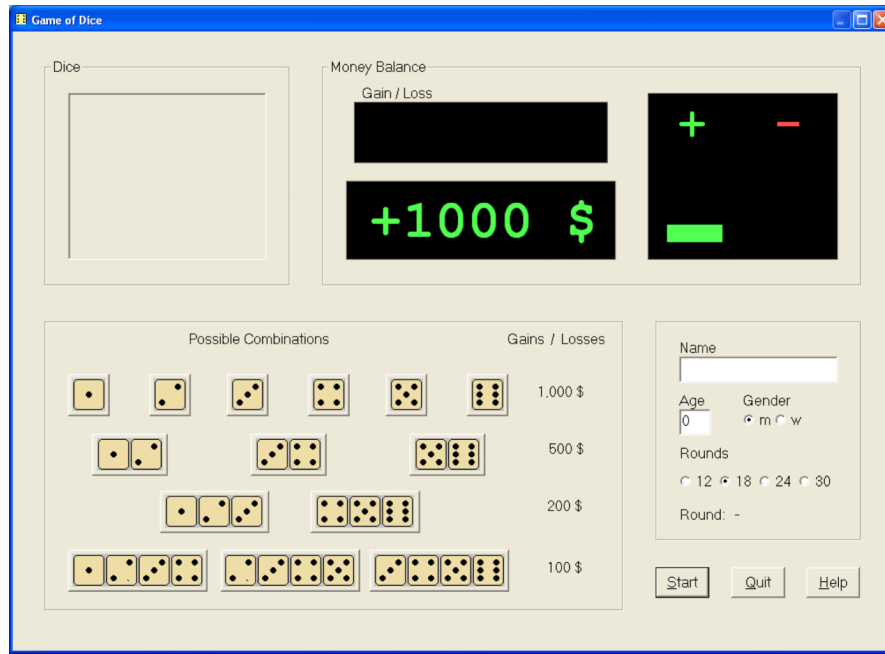 Game of Dice
Dice
Money Balance
Gain / Loss
+ −
+1000 $
Possible Combinations Gains / Losses
1,000 $
500 $
200 $
100 $
Name
Age Gender
0 m w
Rounds
12 18 24 30
Round: -
Start Quit Help